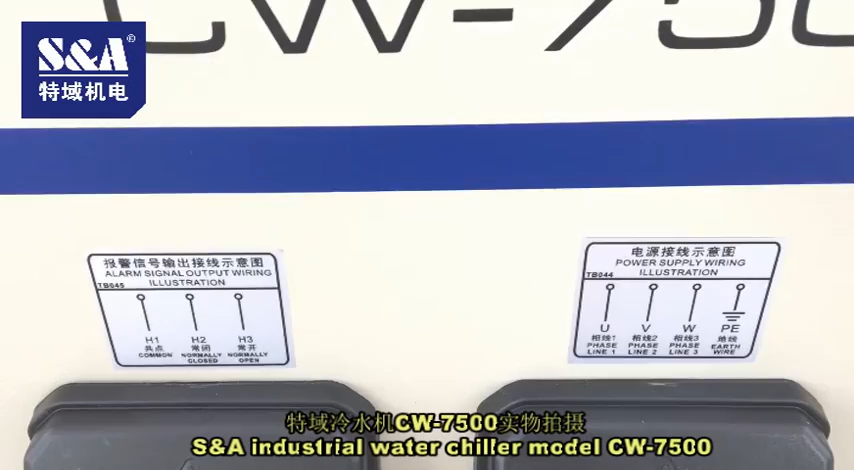 CW-750
S&A®
特域机电
报警信号输出接线示意图
ALARM SIGNAL OUTPUT WIRING
ILLUSTRATION
TB045
H1 H2 H3
共点 常闭 常开
COMMON NORMALLY NORMALLY
CLOSED OPEN
电源接线示意图
POWER SUPPLY WIRING
ILLUSTRATION
TB044
U V W PE
相线1 相线2 相线3 地线
PHASE PHASE PHASE EARTH
LINE 1 LINE 2 LINE 3 WIRE
特域冷水机CW-7500实物拍摄
S&A industrial water chiller model CW-7500